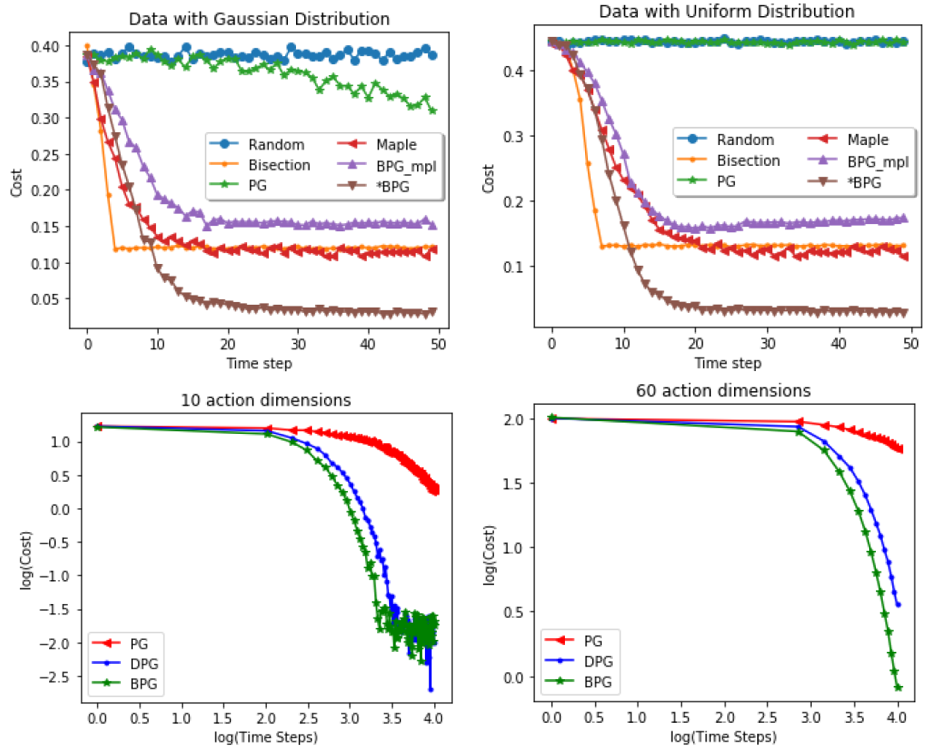 Data with Gaussian Distribution
0.40
0.35
0.30
0.25
0.20
0.15
0.10
0.05
Cost
Random
Bisection
PG
Maple
BPG_mpl
*BPG
0 10 20 30 40 50
Time step
Data with Uniform Distribution
0.4
0.3
0.2
0.1
Cost
Random
Bisection
PG
Maple
BPG_mpl
*BPG
0 10 20 30 40 50
Time step
10 action dimensions
1.0
0.5
0.0
−0.5
−1.0
−1.5
−2.0
−2.5
log(Cost)
PG
DPG
BPG
0.0 0.5 1.0 1.5 2.0 2.5 3.0 3.5 4.0
log(Time Steps)
60 action dimensions
2.0
1.5
1.0
0.5
0.0
log(Cost)
PG
DPG
BPG
0.0 0.5 1.0 1.5 2.0 2.5 3.0 3.5 4.0
log(Time Steps)